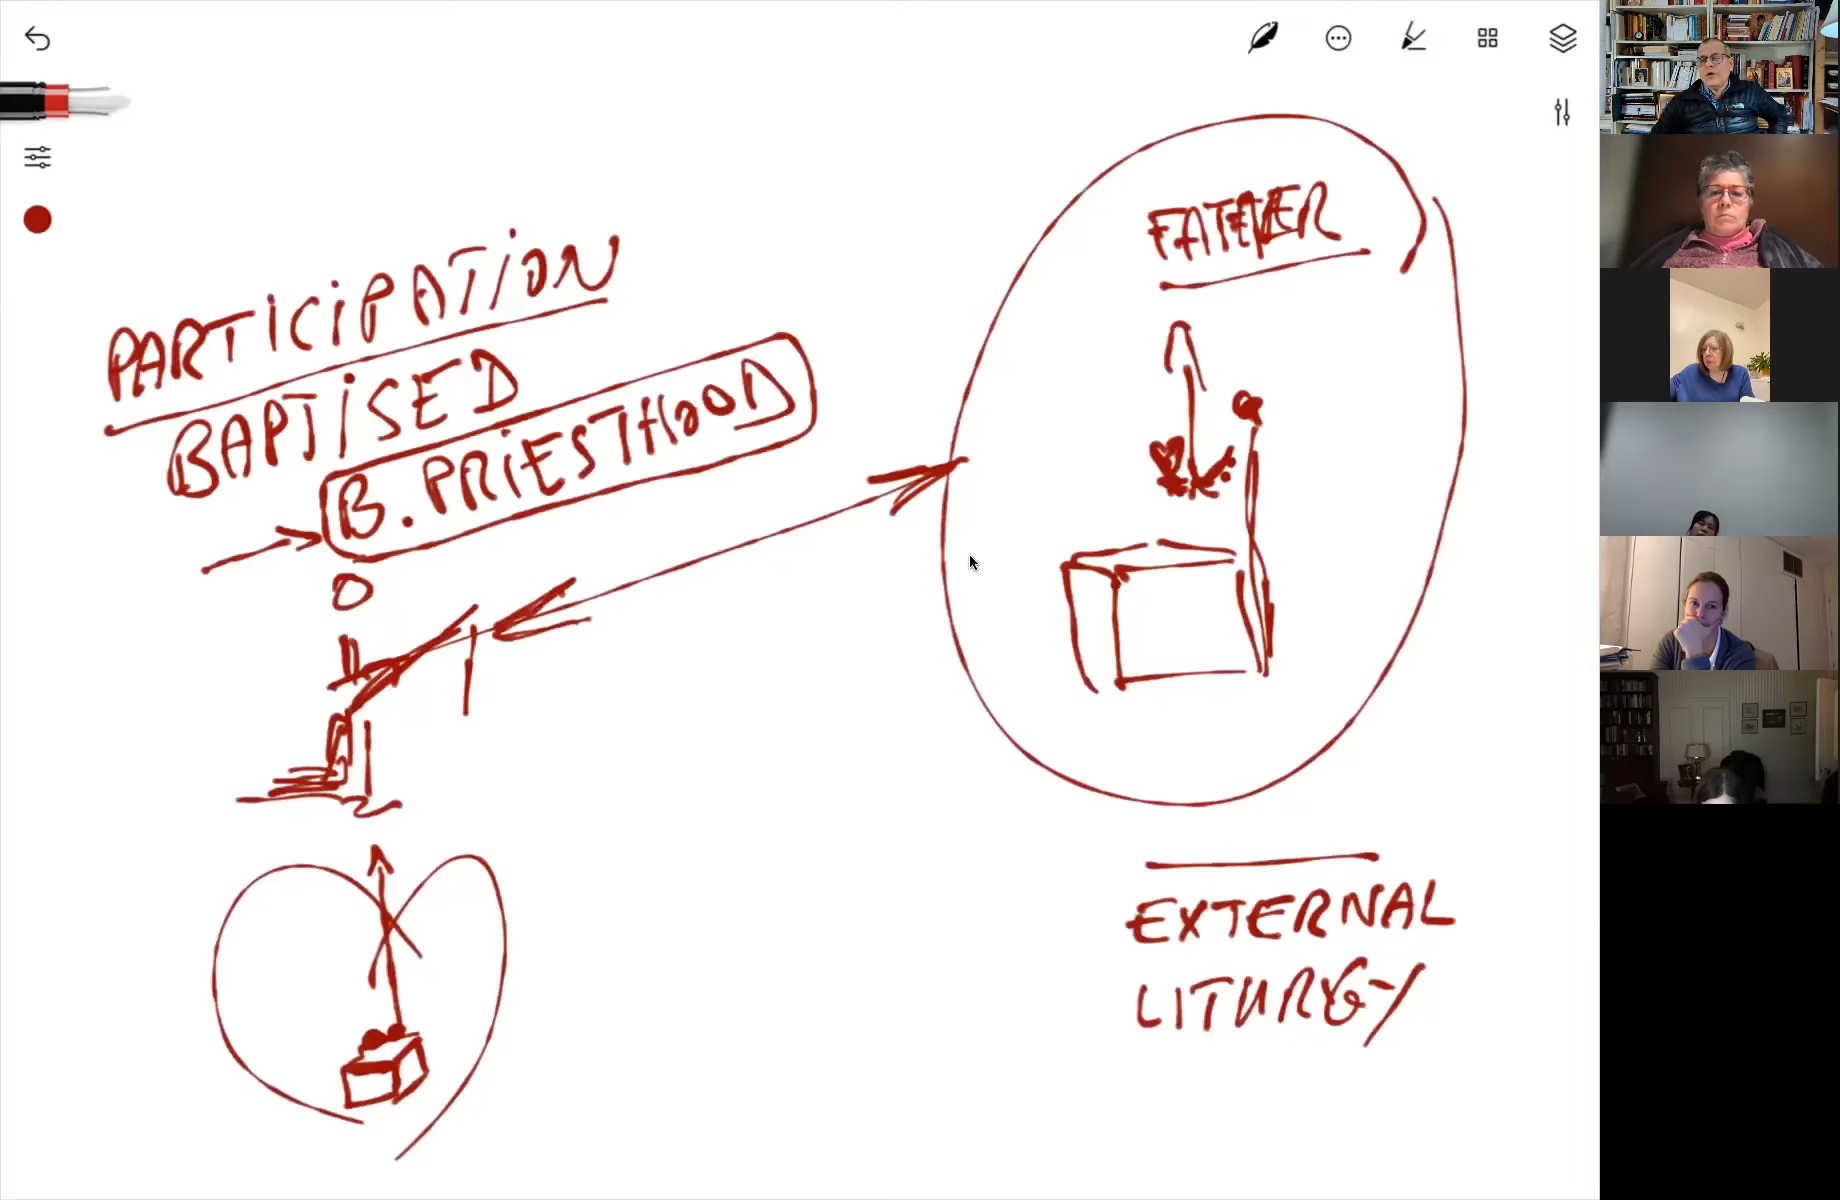 PARTICIPATION
BAPTISED
B. PRIESTHOOD
FATHER
EXTERNAL
LITURGY